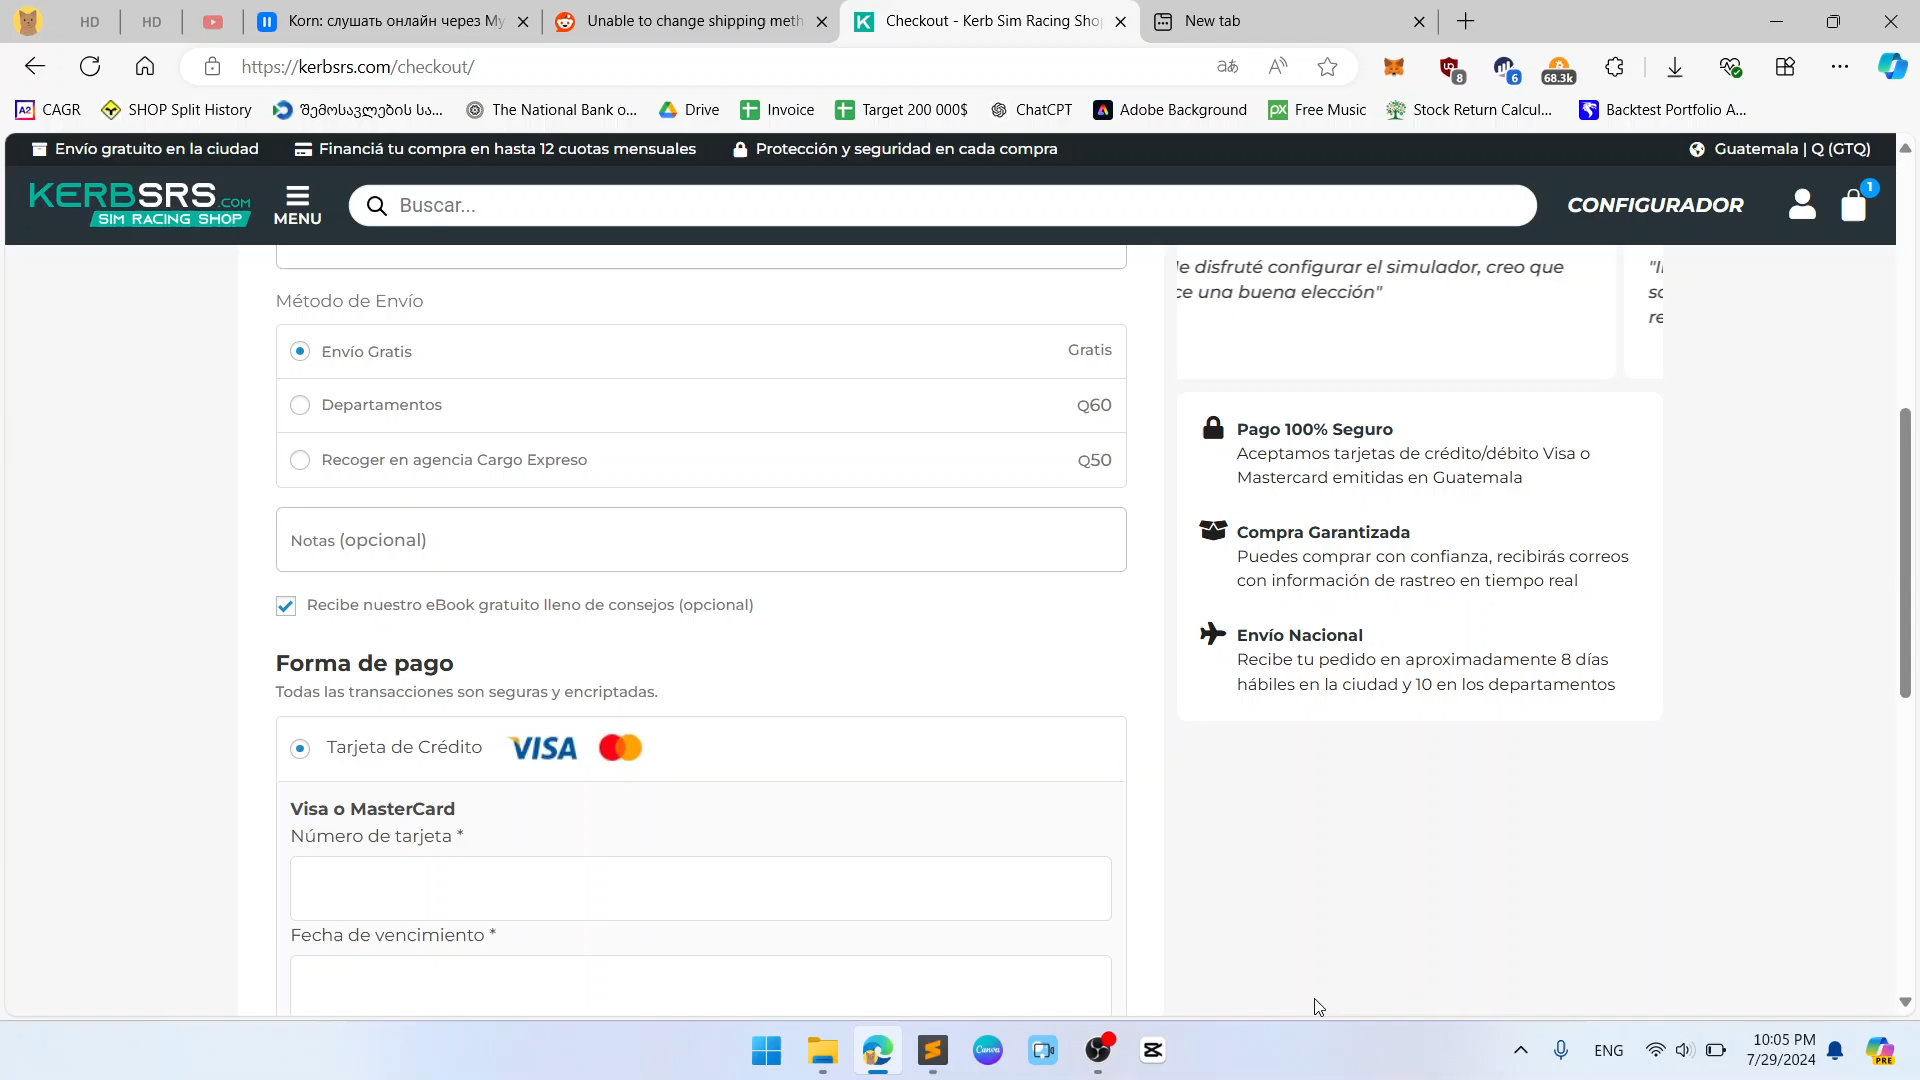 HD
HD
Korn: слушать онлайн через My
Unable to change shipping meth
Checkout - Kerb Sim Racing Shop
New tab
https://kerbsrs.com/checkout/
8
6
68.3k
CAGR
SHOP Split History
შემოსავლების სა...
The National Bank o...
Drive
Invoice
Target 200 000$
ChatCPT
Adobe Background
Free Music
Stock Return Calcul...
Backtest Portfolio A...
Envío gratuito en la ciudad
Financiá tu compra en hasta 12 cuotas mensuales
Protección y seguridad en cada compra
Guatemala | Q (GTQ)
KERBSRS.COM
SIM RACING SHOP
MENU
Buscar...
CONFIGURADOR
1
Método de Envío
Envío Gratis
Gratis
Departamentos
Q60
Recoger en agencia Cargo Expreso
Q50
Notas (opcional)
Recibe nuestro eBook gratuito lleno de consejos (opcional)
Forma de pago
Todas las transacciones son seguras y encriptadas.
Tarjeta de Crédito
VISA
Visa o MasterCard
Número de tarjeta *
Fecha de vencimiento *
le disfruté configurar el simulador, creo que
ce una buena elección"
Pago 100% Seguro
Aceptamos tarjetas de crédito/débito Visa o
Mastercard emitidas en Guatemala
Compra Garantizada
Puedes comprar con confianza, recibirás correos
con información de rastreo en tiempo real
Envío Nacional
Recibe tu pedido en aproximadamente 8 días
hábiles en la ciudad y 10 en los departamentos
Canva
ENG
10:05 PM
7/29/2024
PRE